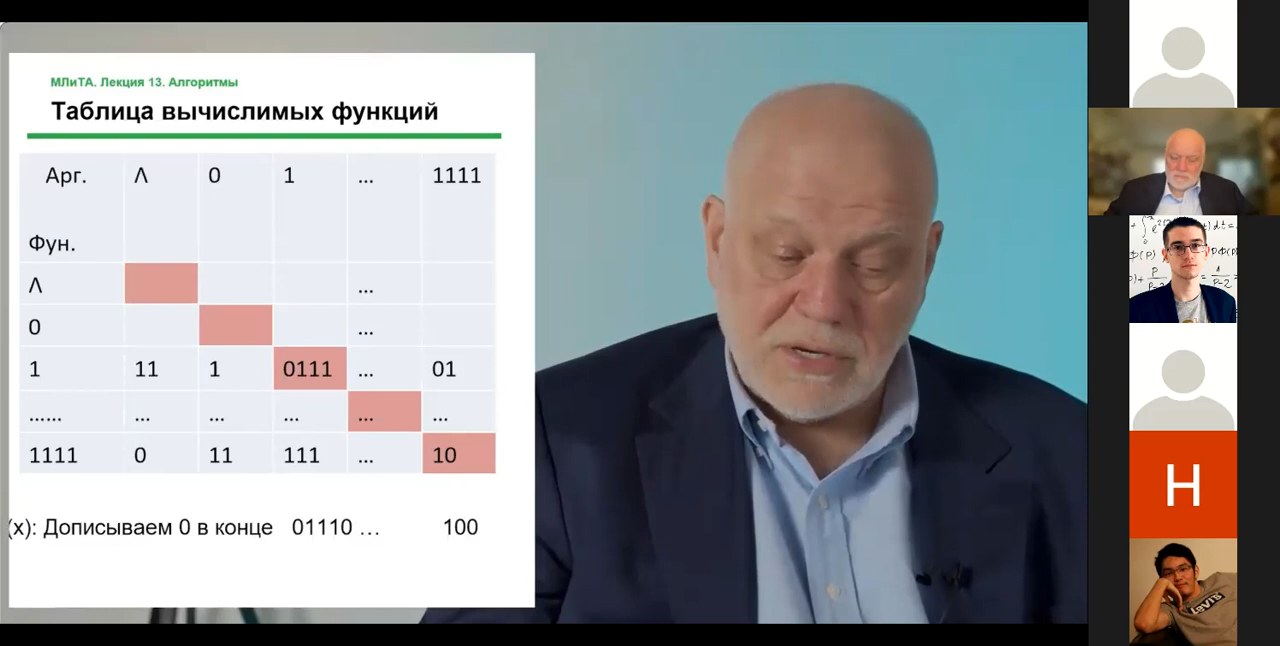 МЛиТА. Лекция 13. Алгоритмы
Таблица вычислимых функций
Арг. Λ 0 1 ... 1111
Фун.
Λ ...
0 ...
1 11 1 0111 ... 01
...... ... ... ... ... ...
1111 0 11 111 ... 10
(x): Дописываем 0 в конце 01110 ... 100
H
LEVI'S